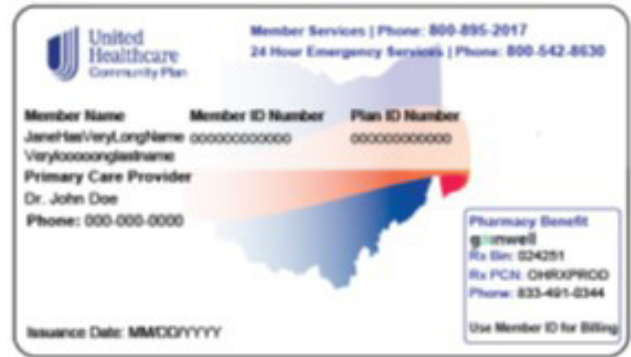 United
Healthcare
Community Plan
Member Services | Phone: 800-895-2017
24 Hour Emergency Services | Phone: 800-542-8630
Member Name Member ID Number Plan ID Number
JaneHasVeryLongName 000000000000 000000000000
Verylooooonglastname
Primary Care Provider
Dr. John Doe
Phone: 000-000-0000
Pharmacy Benefit
gainwell
Rx Bin: 024251
Rx PCN: OHRXPROD
Phone: 833-491-0344
Use Member ID for Billing
Issuance Date: MM/DD/YYYY